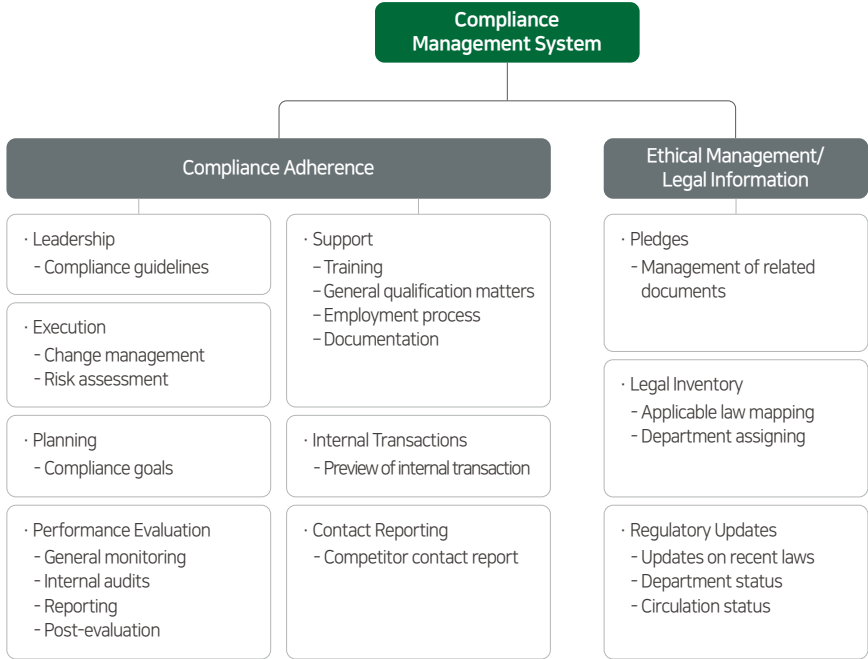 Compliance
Management System
Compliance Adherence
· Leadership
- Compliance guidelines
· Execution
- Change management
- Risk assessment
· Planning
- Compliance goals
· Performance Evaluation
- General monitoring
- Internal audits
- Reporting
- Post-evaluation
· Support
- Training
- General qualification matters
- Employment process
- Documentation
· Internal Transactions
- Preview of internal transaction
· Contact Reporting
- Competitor contact report
Ethical Management/
Legal Information
· Pledges
- Management of related
documents
· Legal Inventory
- Applicable law mapping
- Department assigning
· Regulatory Updates
- Updates on recent laws
- Department status
- Circulation status